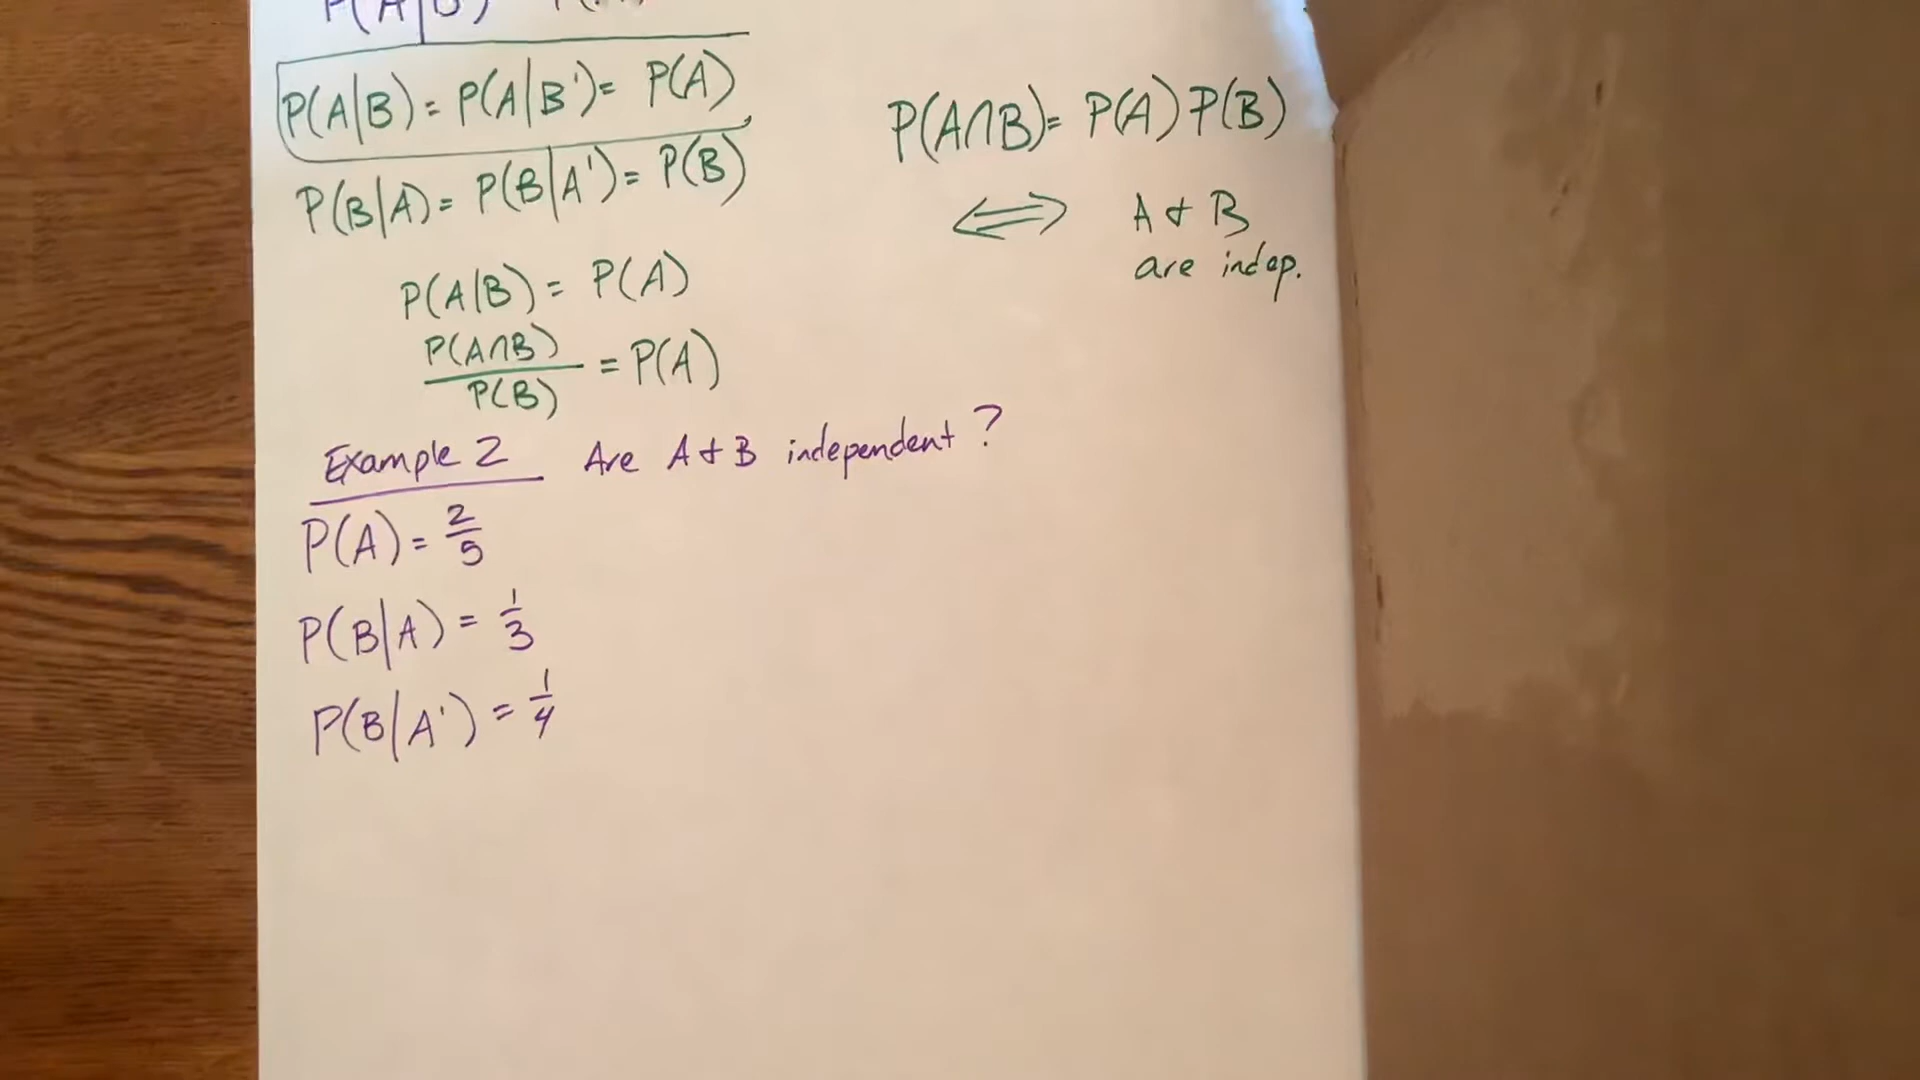 P(A|B)
P(A|B) = P(A|B') = P(A)
P(B|A) = P(B|A') = P(B)
P(A∩B) = P(A) P(B)
⟺ A & B
are indep.
P(A|B) = P(A)
P(A∩B)
P(B) = P(A)
Example 2 Are A & B independent?
P(A) = 2/5
P(B|A) = 1/3
P(B|A') = 1/4